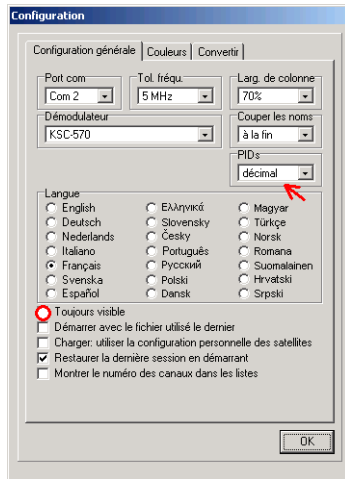 Configuration
Configuration générale Couleurs Convertir
Port com Tol. fréqu. Larg. de colonne
Com 2 5 MHz 70%
Démodulateur Couper les noms
KSC-570 à la fin
PIDs
décimal
Langue
English Ελληνικά Magyar
Deutsch Slovensky Türkçe
Nederlands Česky Norsk
Italiano Português Romana
Français Русский Suomalainen
Svenska Polski Hrvatski
Español Dansk Srpski
Toujours visible
Démarrer avec le fichier utilisé le dernier
Charger: utiliser la configuration personnelle des satellites
Restaurer la dernière session en démarrant
Montrer le numéro des canaux dans les listes
OK